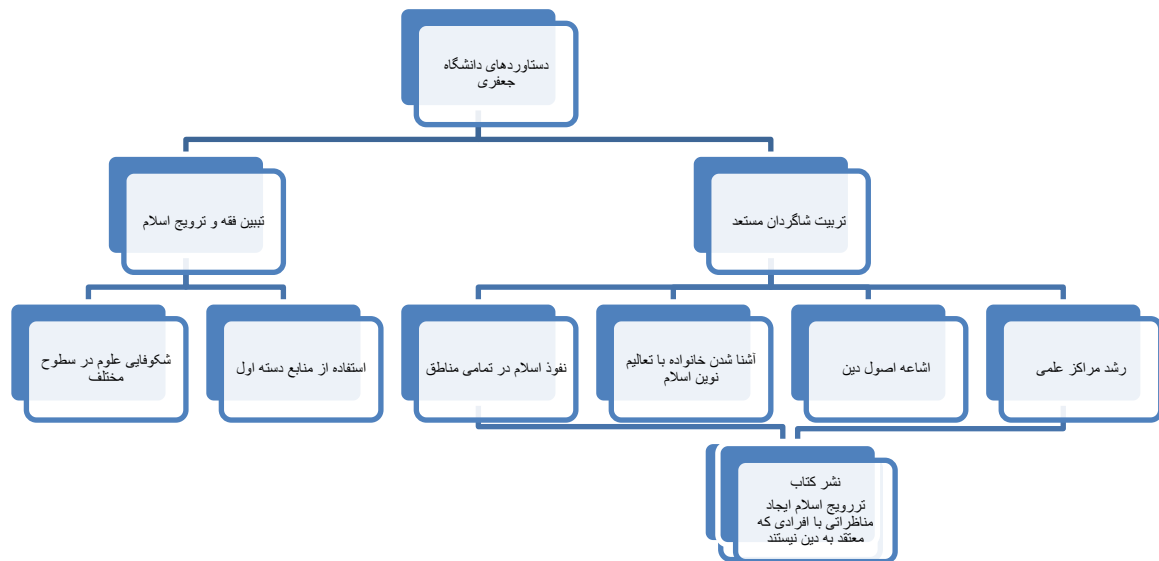 دستاوردهای دانشگاه
جعفری
تربیت شاگردان مستعد
تبیین فقه و ترویج اسلام
رشد مراکز علمی
اشاعه اصول دین
آشنا شدن خانواده با تعالیم
نوین اسلام
نفوذ اسلام در تمامی مناطق
استفاده از منابع دسته اول
شکوفایی علوم در سطوح
مختلف
نشر کتاب
تررویج اسلام ایجاد
مناظراتی با افرادی که
معتقد به دین نیستند